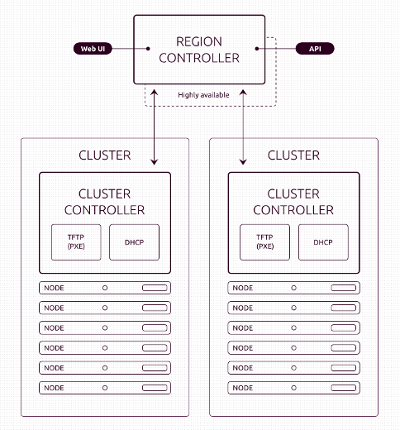 Web UI
REGION
CONTROLLER
API
Highly available
CLUSTER
CLUSTER
CONTROLLER
TFTP
(PXE)
DHCP
NODE
NODE
NODE
NODE
NODE
NODE
CLUSTER
CLUSTER
CONTROLLER
TFTP
(PXE)
DHCP
NODE
NODE
NODE
NODE
NODE
NODE